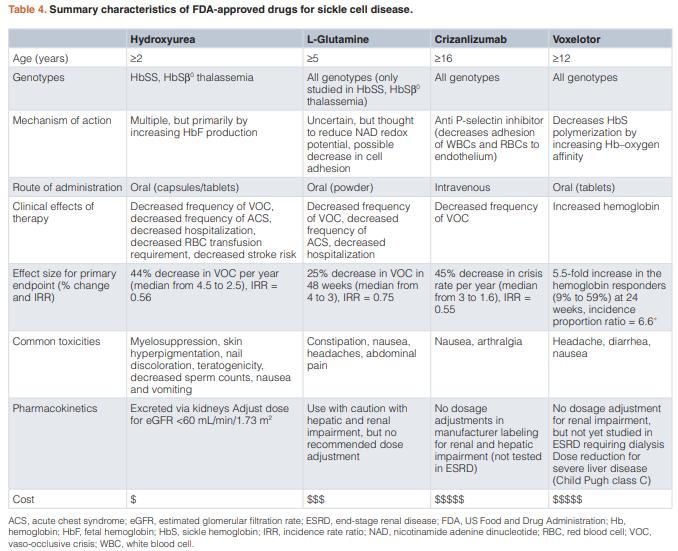 Table 4. Summary characteristics of FDA-approved drugs for sickle cell disease.
Hydroxyurea L-Glutamine Crizanlizumab Voxelotor
Age (years) ≥2 ≥5 ≥16 ≥12
Genotypes HbSS, HbSβ⁰ thalassemia All genotypes (only All genotypes All genotypes
studied in HbSS, HbSβ⁰
thalassemia)
Mechanism of action Multiple, but primarily by Uncertain, but thought Anti P-selectin inhibitor Decreases HbS
increasing HbF production to reduce NAD redox (decreases adhesion polymerization by
potential, possible of WBCs and RBCs to increasing Hb–oxygen
decrease in cell endothelium) affinity
adhesion
Route of administration Oral (capsules/tablets) Oral (powder) Intravenous Oral (tablets)
Clinical effects of Decreased frequency of VOC, Decreased frequency Decreased frequency Increased hemoglobin
therapy decreased frequency of ACS, of VOC, decreased of VOC
decreased hospitalization, frequency of
decreased RBC transfusion ACS, decreased
requirement, decreased stroke risk hospitalization
Effect size for primary 44% decrease in VOC per year 25% decrease in VOC in 45% decrease in crisis 5.5-fold increase in the
endpoint (% change (median from 4.5 to 2.5), IRR = 48 weeks (median from rate per year (median hemoglobin responders
and IRR) 0.56 4 to 3), IRR = 0.75 from 3 to 1.6), IRR = (9% to 59%) at 24
0.55 weeks, incidence
proportion ratio = 6.6*
Common toxicities Myelosuppression, skin Constipation, nausea, Nausea, arthralgia Headache, diarrhea,
hyperpigmentation, nail headaches, abdominal nausea
discoloration, teratogenicity, pain
decreased sperm counts, nausea
and vomiting
Pharmacokinetics Excreted via kidneys Adjust dose Use with caution with No dosage No dosage adjustment
for eGFR <60 mL/min/1.73 m² hepatic and renal adjustments in for renal impairment,
impairment, but no manufacturer labeling but not yet studied in
recommended dose for renal and hepatic ESRD requiring dialysis
adjustment impairment (not tested Dose reduction for
in ESRD) severe liver disease
(Child Pugh class C)
Cost $ $$$ $$$$$ $$$$$
ACS, acute chest syndrome; eGFR, estimated glomerular filtration rate; ESRD, end-stage renal disease; FDA, US Food and Drug Administration; Hb,
hemoglobin; HbF, fetal hemoglobin; HbS, sickle hemoglobin; IRR, incidence rate ratio; NAD, nicotinamide adenine dinucleotide; RBC, red blood cell; VOC,
vaso-occlusive crisis; WBC, white blood cell.